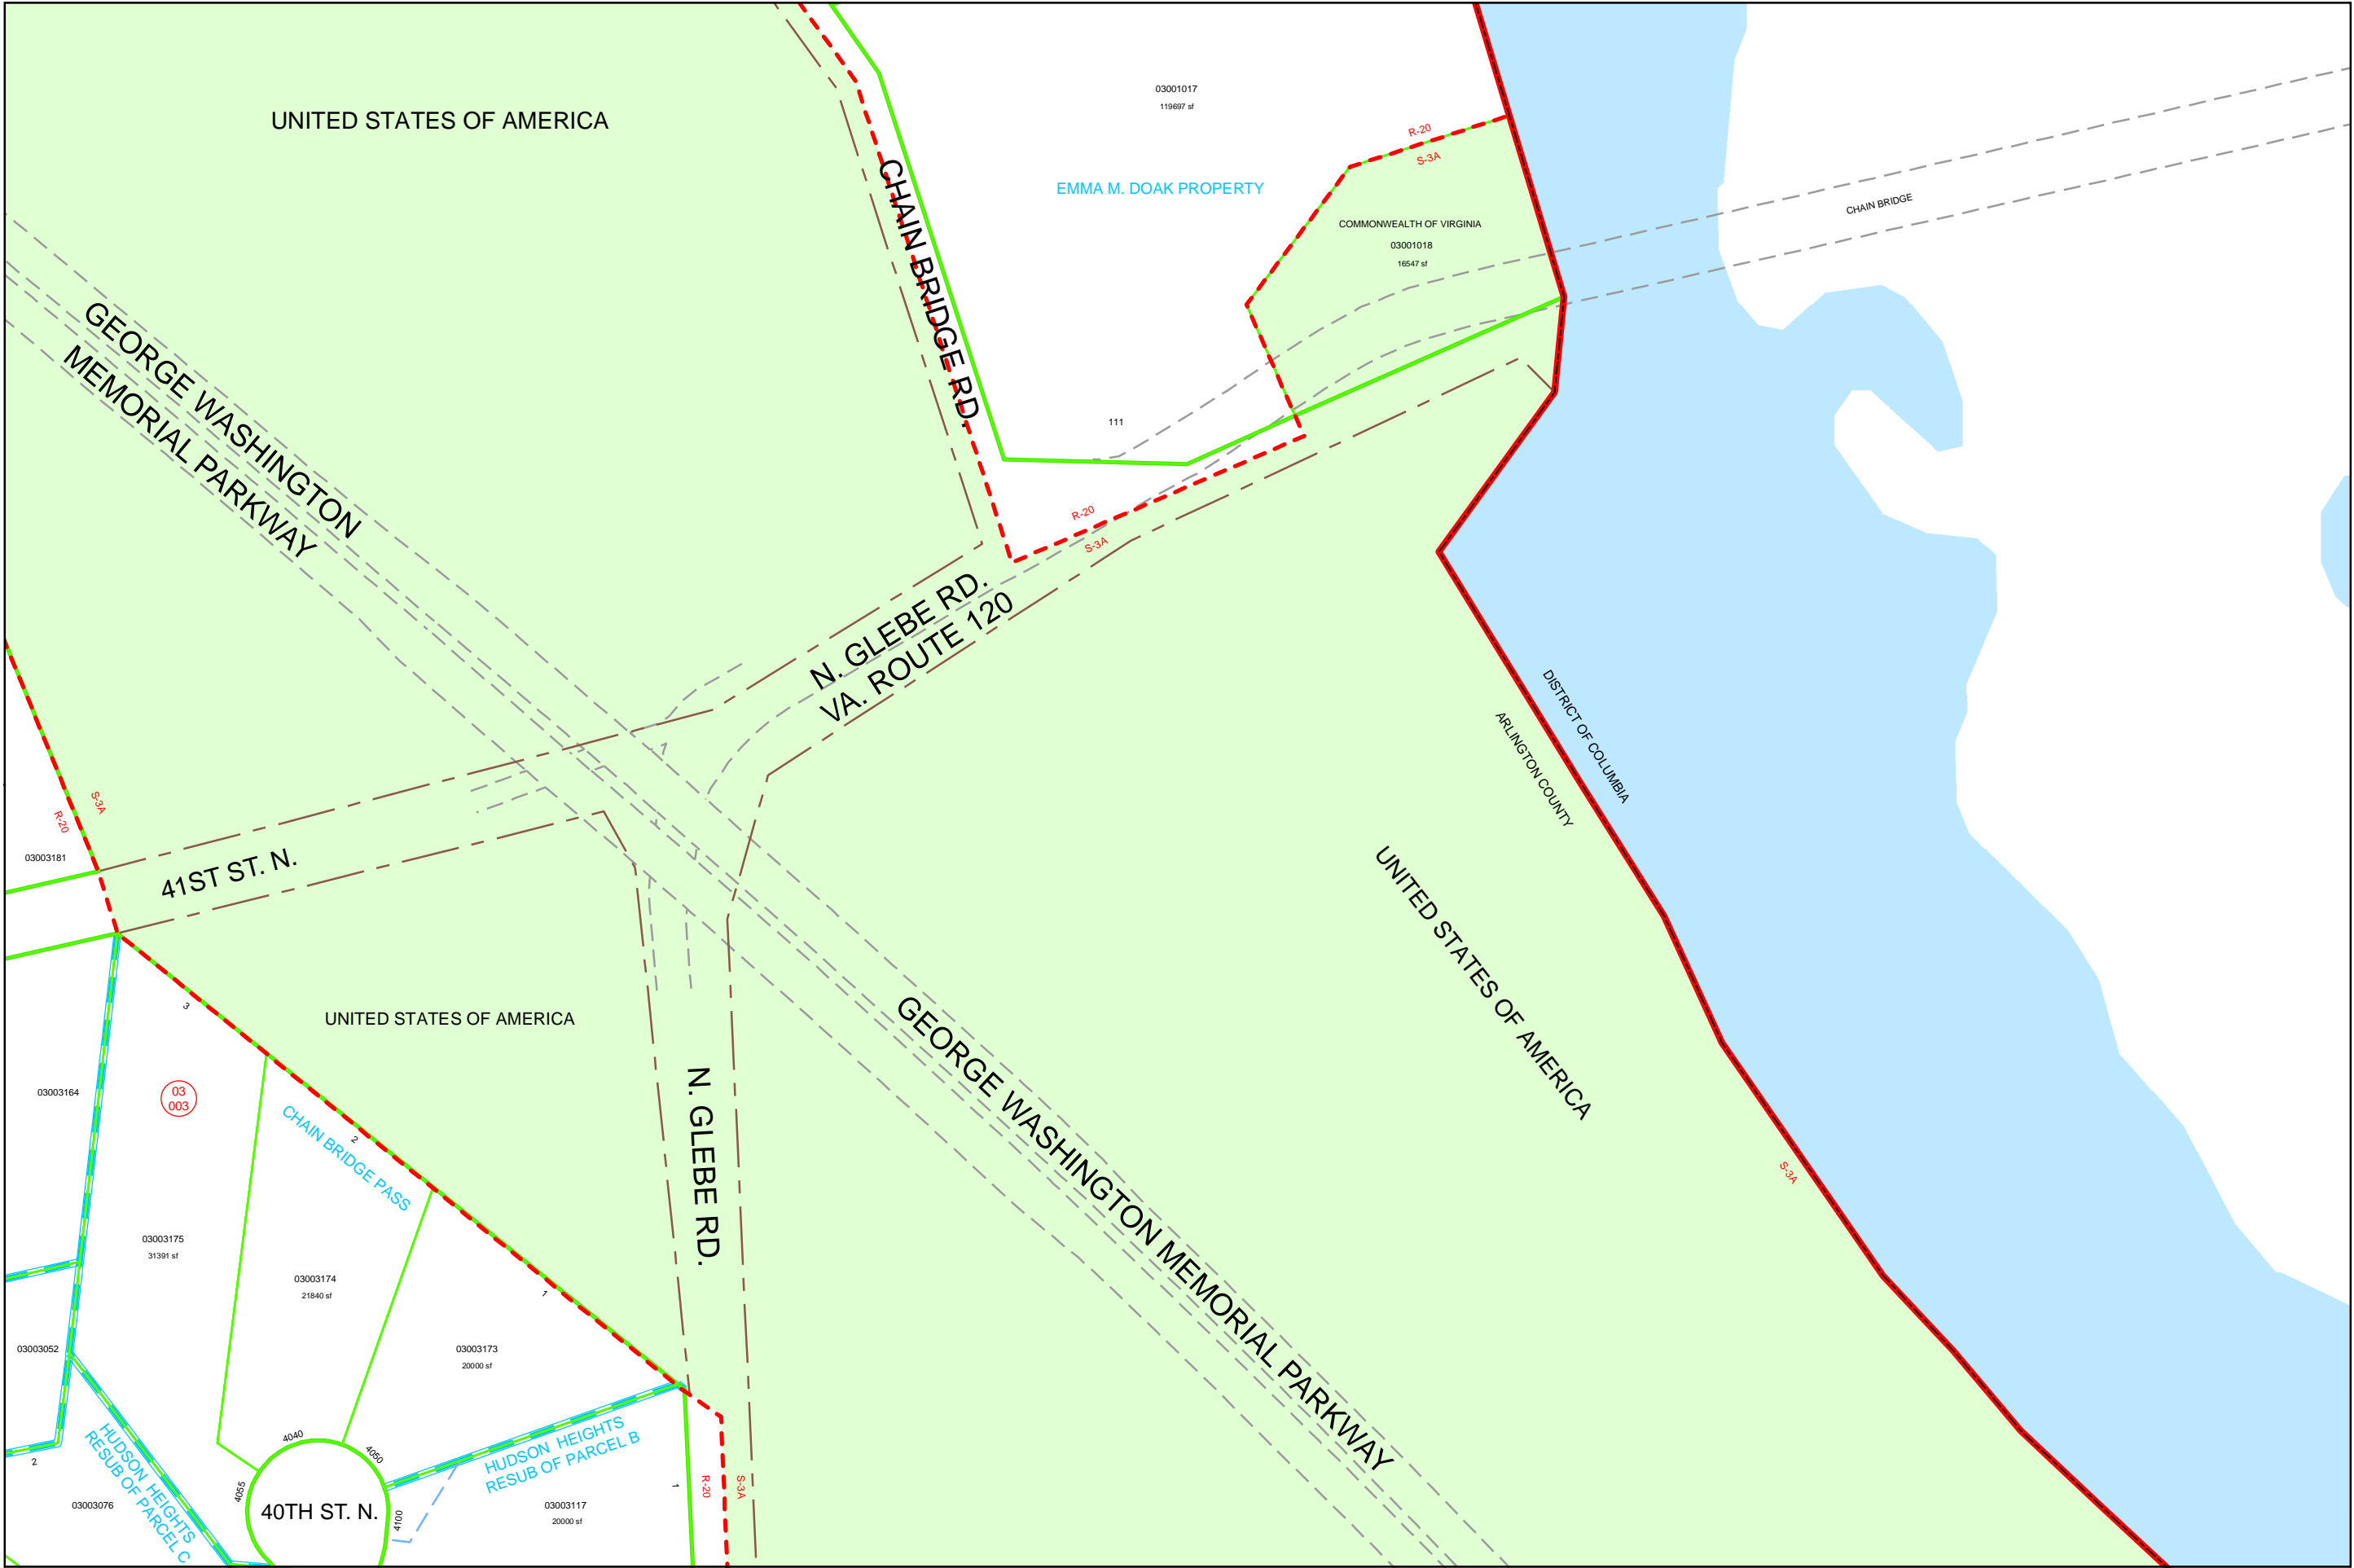 UNITED STATES OF AMERICA
03001017
119697 sf
R-20
S-3A
EMMA M. DOAK PROPERTY
COMMONWEALTH OF VIRGINIA
03001018
16547 sf
CHAIN BRIDGE
CHAIN BRIDGE RD.
GEORGE WASHINGTON
MEMORIAL PARKWAY
111
R-20
S-3A
N. GLEBE RD.
VA. ROUTE 120
DISTRICT OF COLUMBIA
ARLINGTON COUNTY
S-3A
R-20
03003181
41ST ST. N.
UNITED STATES OF AMERICA
3
UNITED STATES OF AMERICA
GEORGE WASHINGTON MEMORIAL PARKWAY
N. GLEBE RD.
03003164
03
003
CHAIN BRIDGE PASS
2
S-3A
03003175
31391 sf
03003174
21840 sf
1
03003052
03003173
20000 sf
HUDSON HEIGHTS
RESUB OF PARCEL C
2
4040
4050
HUDSON HEIGHTS
RESUB OF PARCEL B
4055
R-20
S-3A
1
03003076
40TH ST. N.
4100
03003117
20000 sf